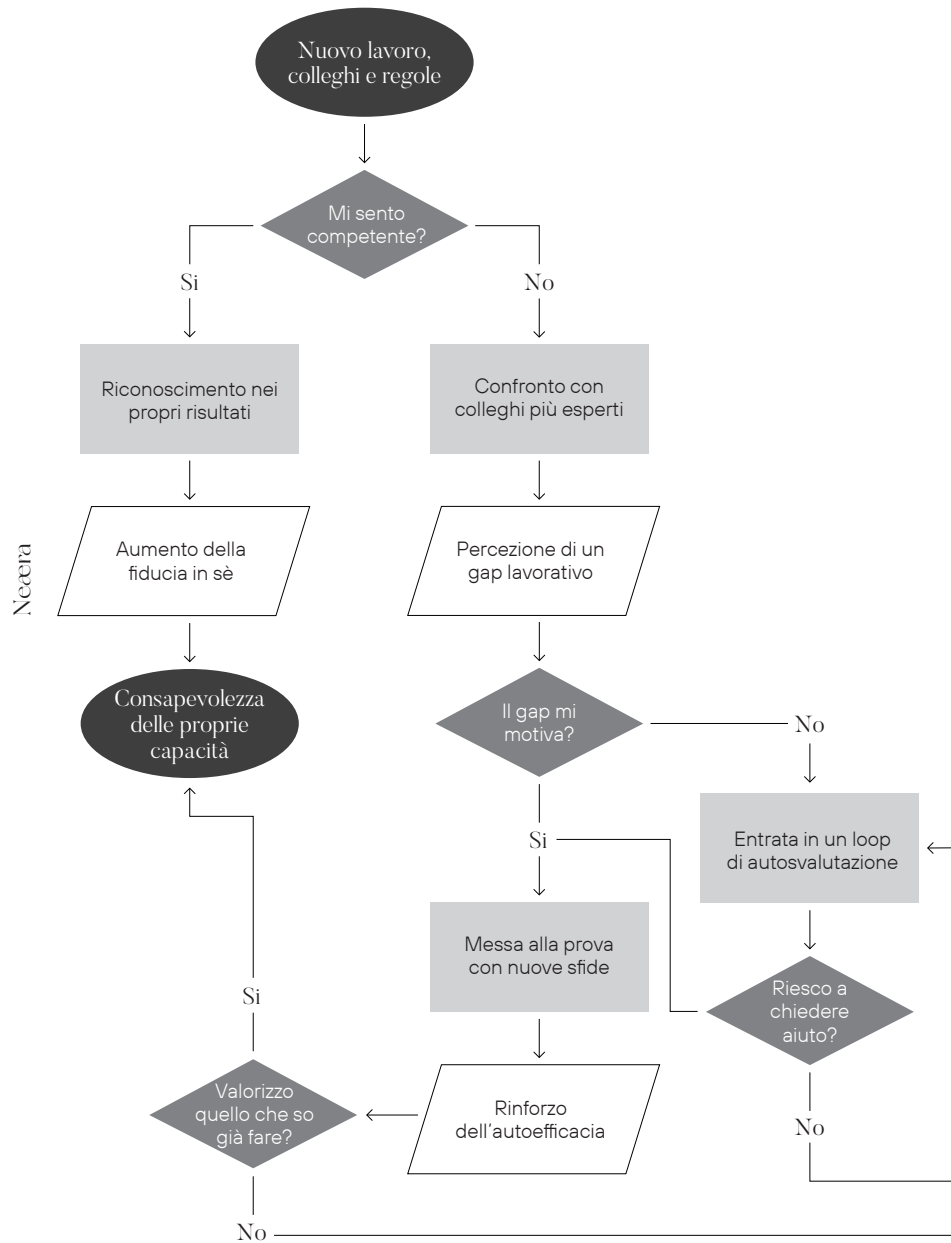 Nuovo lavoro,
colleghi e regole
Mi sento
competente?
Si
No
Riconoscimento nei
propri risultati
Confronto con
colleghi più esperti
Aumento della
fiducia in sè
Percezione di un
gap lavorativo
Neæra
Consapevolezza
delle proprie
capacità
Il gap mi
motiva?
No
Si
Entrata in un loop
di autosvalutazione
Messa alla prova
con nuove sfide
Riesco a
chiedere
aiuto?
Si
Valorizzo
quello che so
già fare?
Rinforzo
dell'autoefficacia
No
No